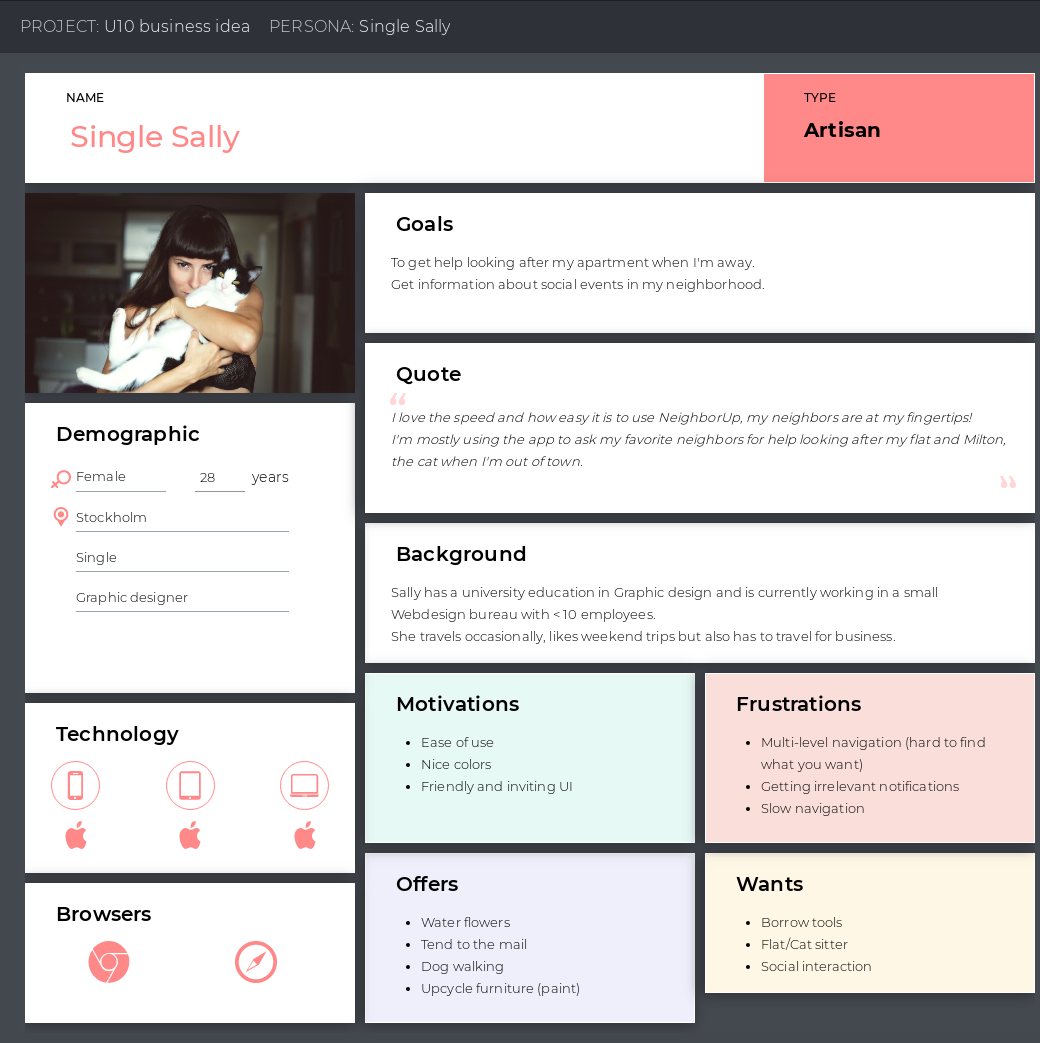 PROJECT: U10 business idea PERSONA: Single Sally
NAME
Single Sally
TYPE
Artisan
Goals
To get help looking after my apartment when I'm away.
Get information about social events in my neighborhood.
Quote
“
I love the speed and how easy it is to use NeighborUp, my neighbors are at my fingertips!
I'm mostly using the app to ask my favorite neighbors for help looking after my flat and Milton,
the cat when I'm out of town.
”
Demographic
Female 28 years
Stockholm
Single
Graphic designer
Background
Sally has a university education in Graphic design and is currently working in a small
Webdesign bureau with <10 employees.
She travels occasionally, likes weekend trips but also has to travel for business.
Technology
Browsers
Motivations
• Ease of use
• Nice colors
• Friendly and inviting UI
Frustrations
• Multi-level navigation (hard to find
what you want)
• Getting irrelevant notifications
• Slow navigation
Offers
• Water flowers
• Tend to the mail
• Dog walking
• Upcycle furniture (paint)
Wants
• Borrow tools
• Flat/Cat sitter
• Social interaction